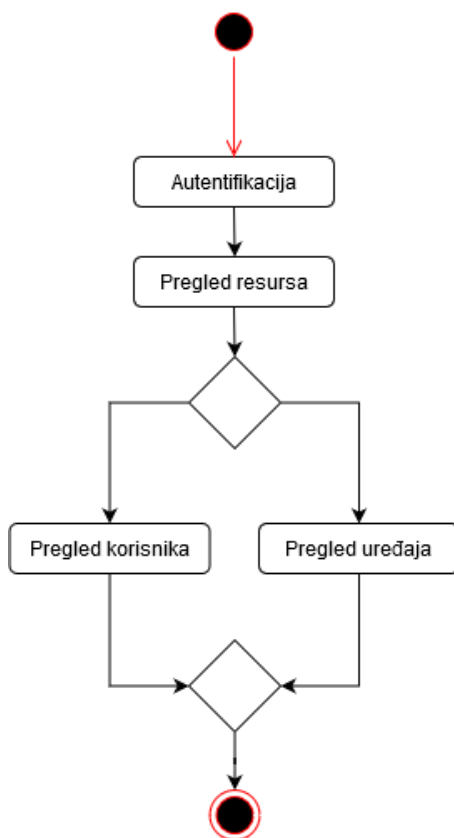 Autentifikacija
Pregled resursa
Pregled korisnika
Pregled uređaja